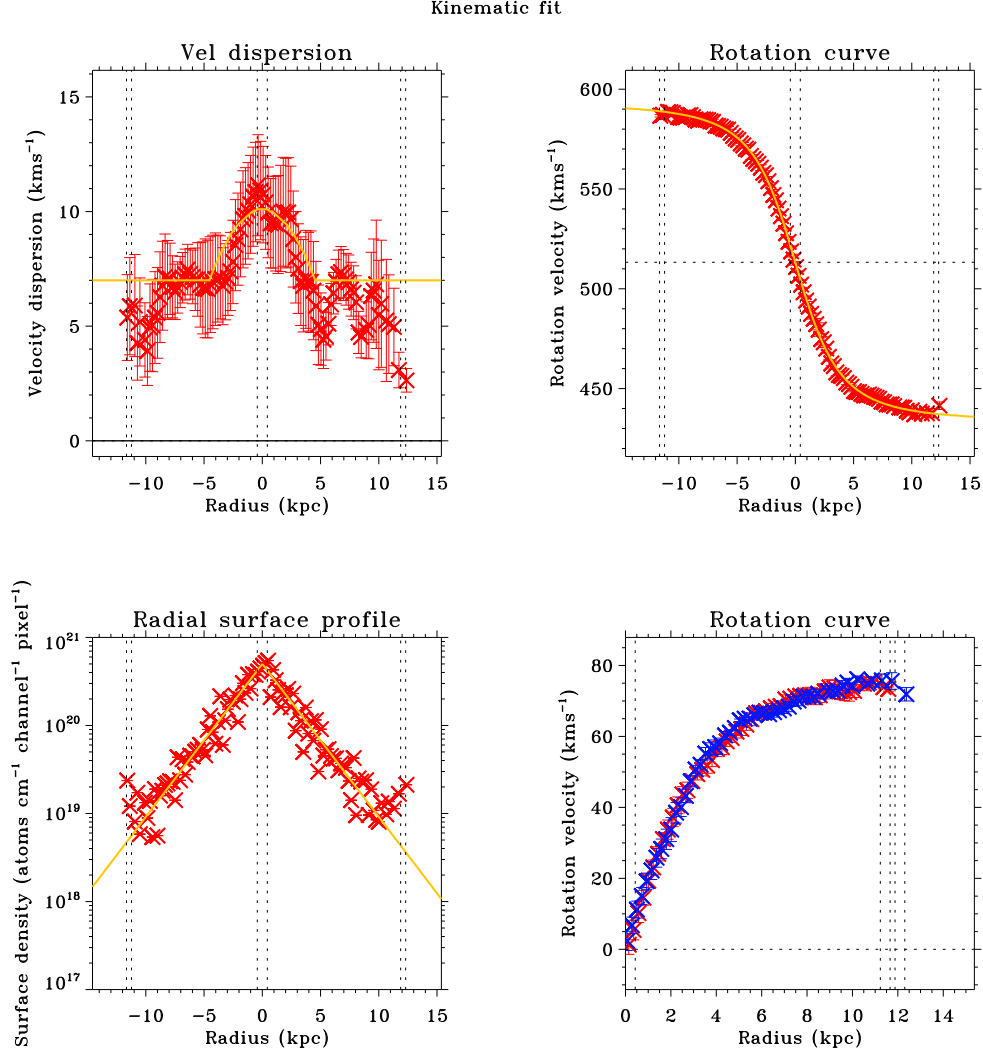 Kinematic fit
Vel dispersion
Velocity dispersion (kms⁻¹)
15
10
5
0
−10 −5 0 5 10 15
Radius (kpc)
Rotation curve
Rotation velocity (kms⁻¹)
600
550
500
450
−10 −5 0 5 10 15
Radius (kpc)
Radial surface profile
Surface density (atoms cm⁻¹ channel⁻¹ pixel⁻¹)
10²¹
10²⁰
10¹⁹
10¹⁸
10¹⁷
−10 −5 0 5 10 15
Radius (kpc)
Rotation curve
Rotation velocity (kms⁻¹)
80
60
40
20
0
0 2 4 6 8 10 12 14
Radius (kpc)